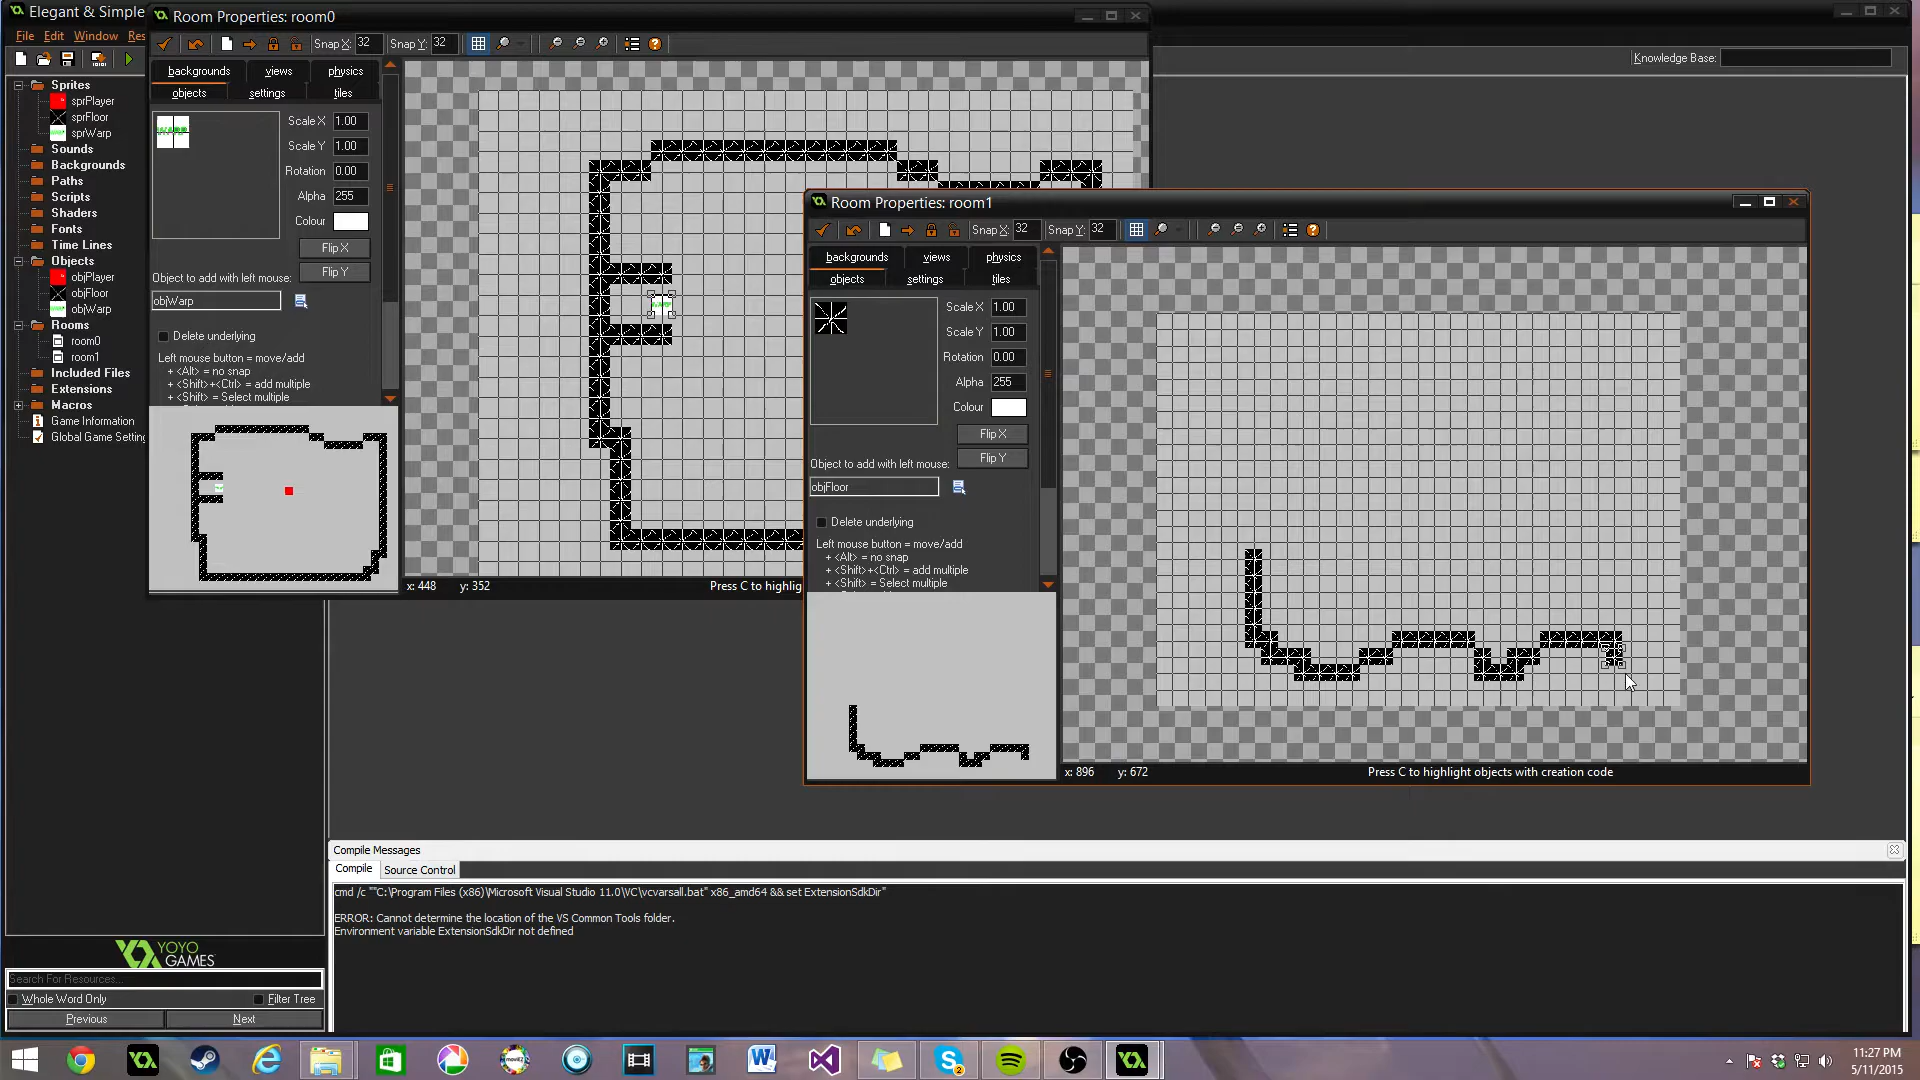 Elegant & Simple
File Edit Window Res
Sprites
sprPlayer
sprFloor
sprWarp
Sounds
Backgrounds
Paths
Scripts
Shaders
Fonts
Time Lines
Objects
objPlayer
objFloor
objWarp
Rooms
room0
room1
Included Files
Extensions
Macros
Game Information
Global Game Setting
YOYO
GAMES
Search For Resources...
Whole Word Only Filter Tree
Previous Next
Room Properties: room0
Snap X: 32 Snap Y: 32
backgrounds views physics
objects settings tiles
Scale X 1.00
Scale Y 1.00
Rotation 0.00
Alpha 255
Colour
Flip X
Flip Y
Object to add with left mouse:
objWarp
Delete underlying
Left mouse button = move/add
+ <Alt> = no snap
+ <Shift>+<Ctrl> = add multiple
+ <Shift> = Select multiple
x: 448 y: 352 Press C to highlig
Knowledge Base:
Room Properties: room1
Snap X: 32 Snap Y: 32
backgrounds views physics
objects settings tiles
Scale X 1.00
Scale Y 1.00
Rotation 0.00
Alpha 255
Colour
Flip X
Flip Y
Object to add with left mouse:
objFloor
Delete underlying
Left mouse button = move/add
+ <Alt> = no snap
+ <Shift>+<Ctrl> = add multiple
+ <Shift> = Select multiple
x: 896 y: 672 Press C to highlight objects with creation code
Compile Messages
Compile Source Control
cmd /c ""C:\Program Files (x86)\Microsoft Visual Studio 11.0\VC\vcvarsall.bat" x86_amd64 && set ExtensionSdkDir"
ERROR: Cannot determine the location of the VS Common Tools folder.
Environment variable ExtensionSdkDir not defined
11:27 PM
5/11/2015